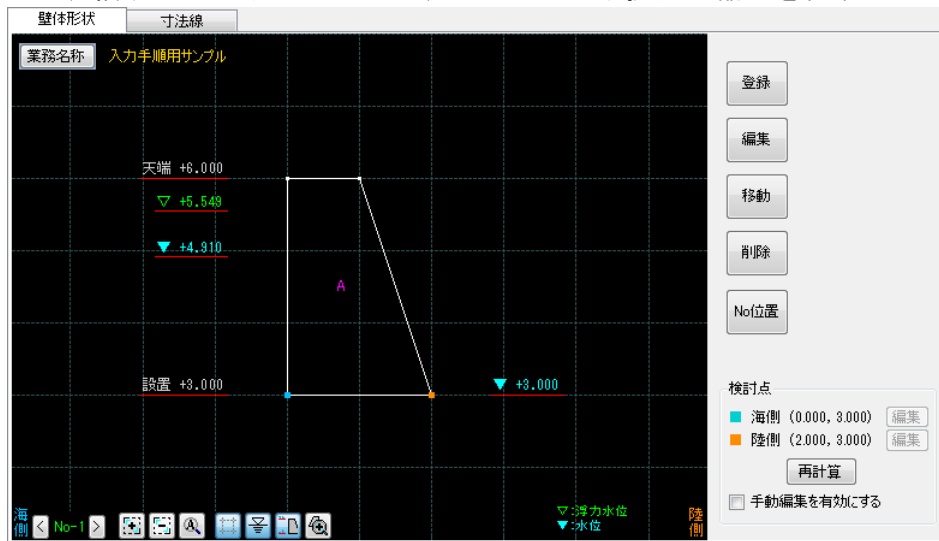 壁体形状 寸法線
業務名称 入力手順用サンプル
登録
編集
天端 +6.000
移動
▽ +5.549
▼ +4.910
削除
A
No位置
設置 +3.000
▼ +3.000
検討点
海側 (0.000, 3.000) 編集
陸側 (2.000, 3.000) 編集
再計算
手動編集を有効にする
海側 < No-1 >
▽:浮力水位
▼:水位
陸側